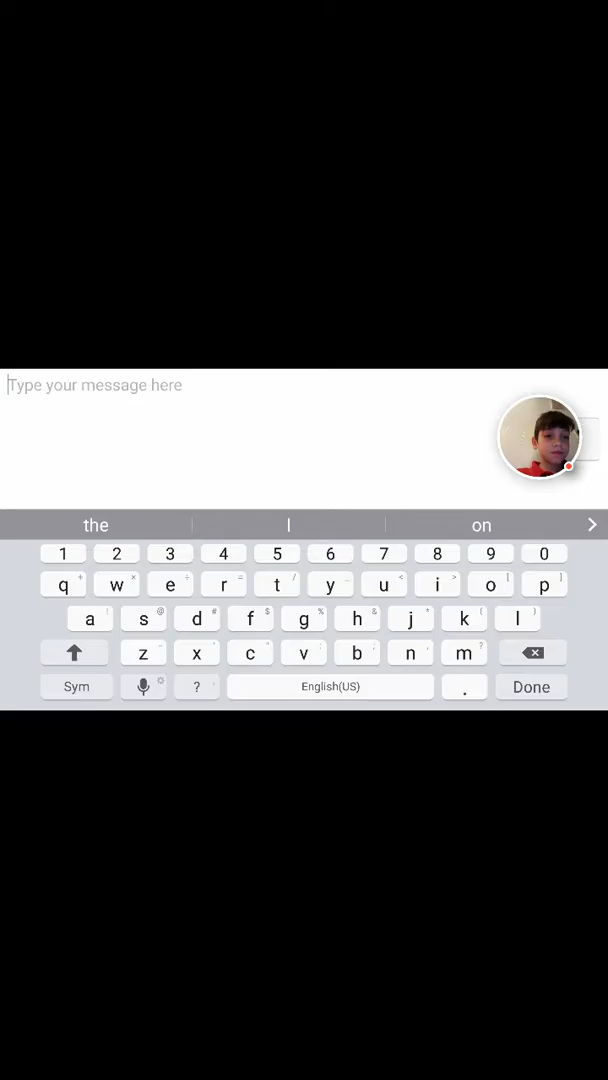 Type your message here
the I on
1 2 3 4 5 6 7 8 9 0
q w e r t y u i o p
a s d f g h j k l
z x c v b n m
Sym ? English(US) . Done